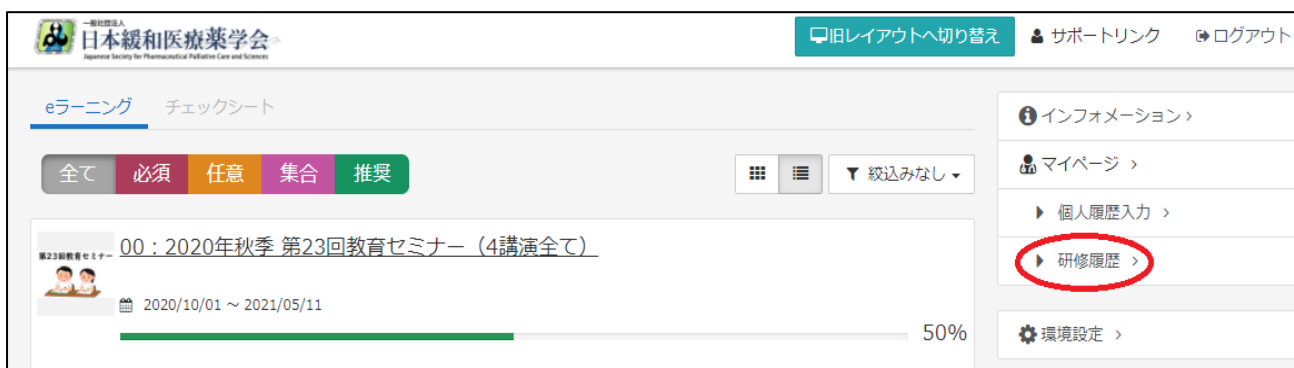 一般社団法人
日本緩和医療薬学会
Japanese Society for Pharmaceutical Palliative Care and Sciences
旧レイアウトへ切り替え
サポートリンク
ログアウト
eラーニング
チェックシート
全て
必須
任意
集合
推奨
絞込みなし
第23回教育セミナー
00：2020年秋季 第23回教育セミナー（4講演全て）
2020/10/01 ～ 2021/05/11
50%
インフォメーション
マイページ
個人履歴入力
研修履歴
環境設定